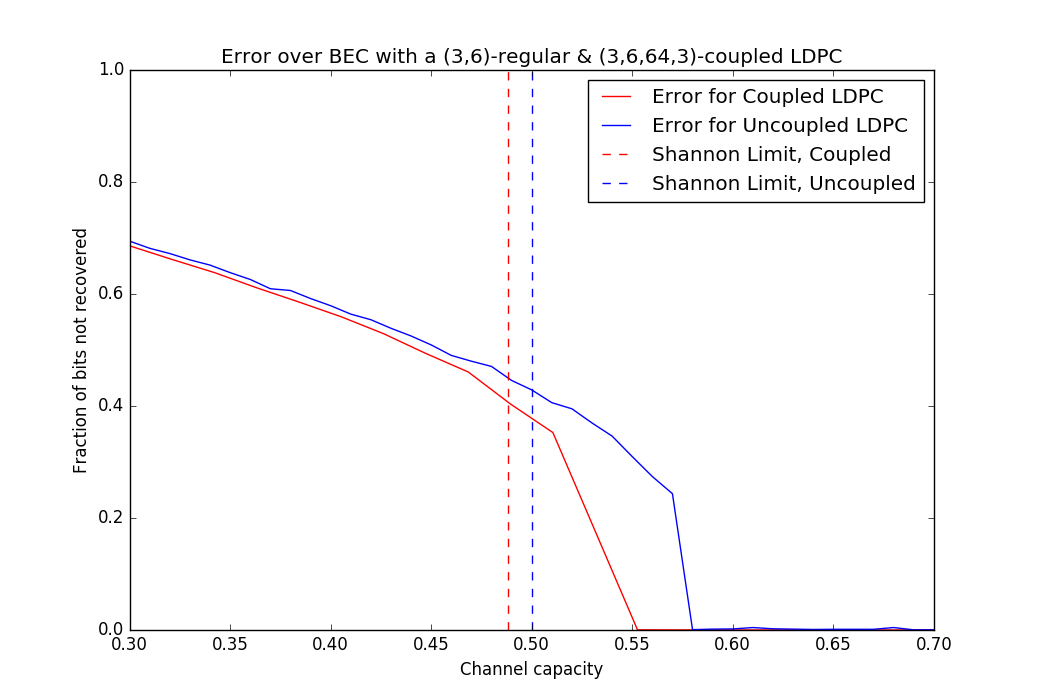 Error over BEC with a (3,6)-regular & (3,6,64,3)-coupled LDPC
Error for Coupled LDPC
Error for Uncoupled LDPC
Shannon Limit, Coupled
Shannon Limit, Uncoupled
Fraction of bits not recovered
1.0
0.8
0.6
0.4
0.2
0.0
0.30 0.35 0.40 0.45 0.50 0.55 0.60 0.65 0.70
Channel capacity